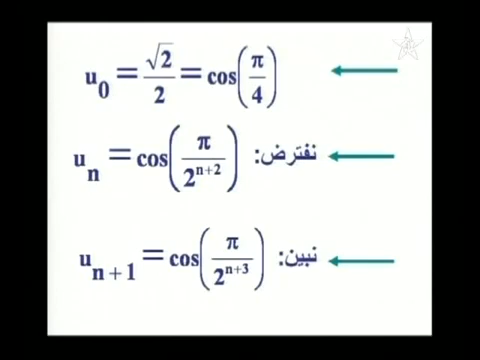 u₀ = √2/2 = cos(π/4)
نفترض: uₙ = cos(π/2ⁿ⁺²)
نبين: uₙ₊₁ = cos(π/2ⁿ⁺³)